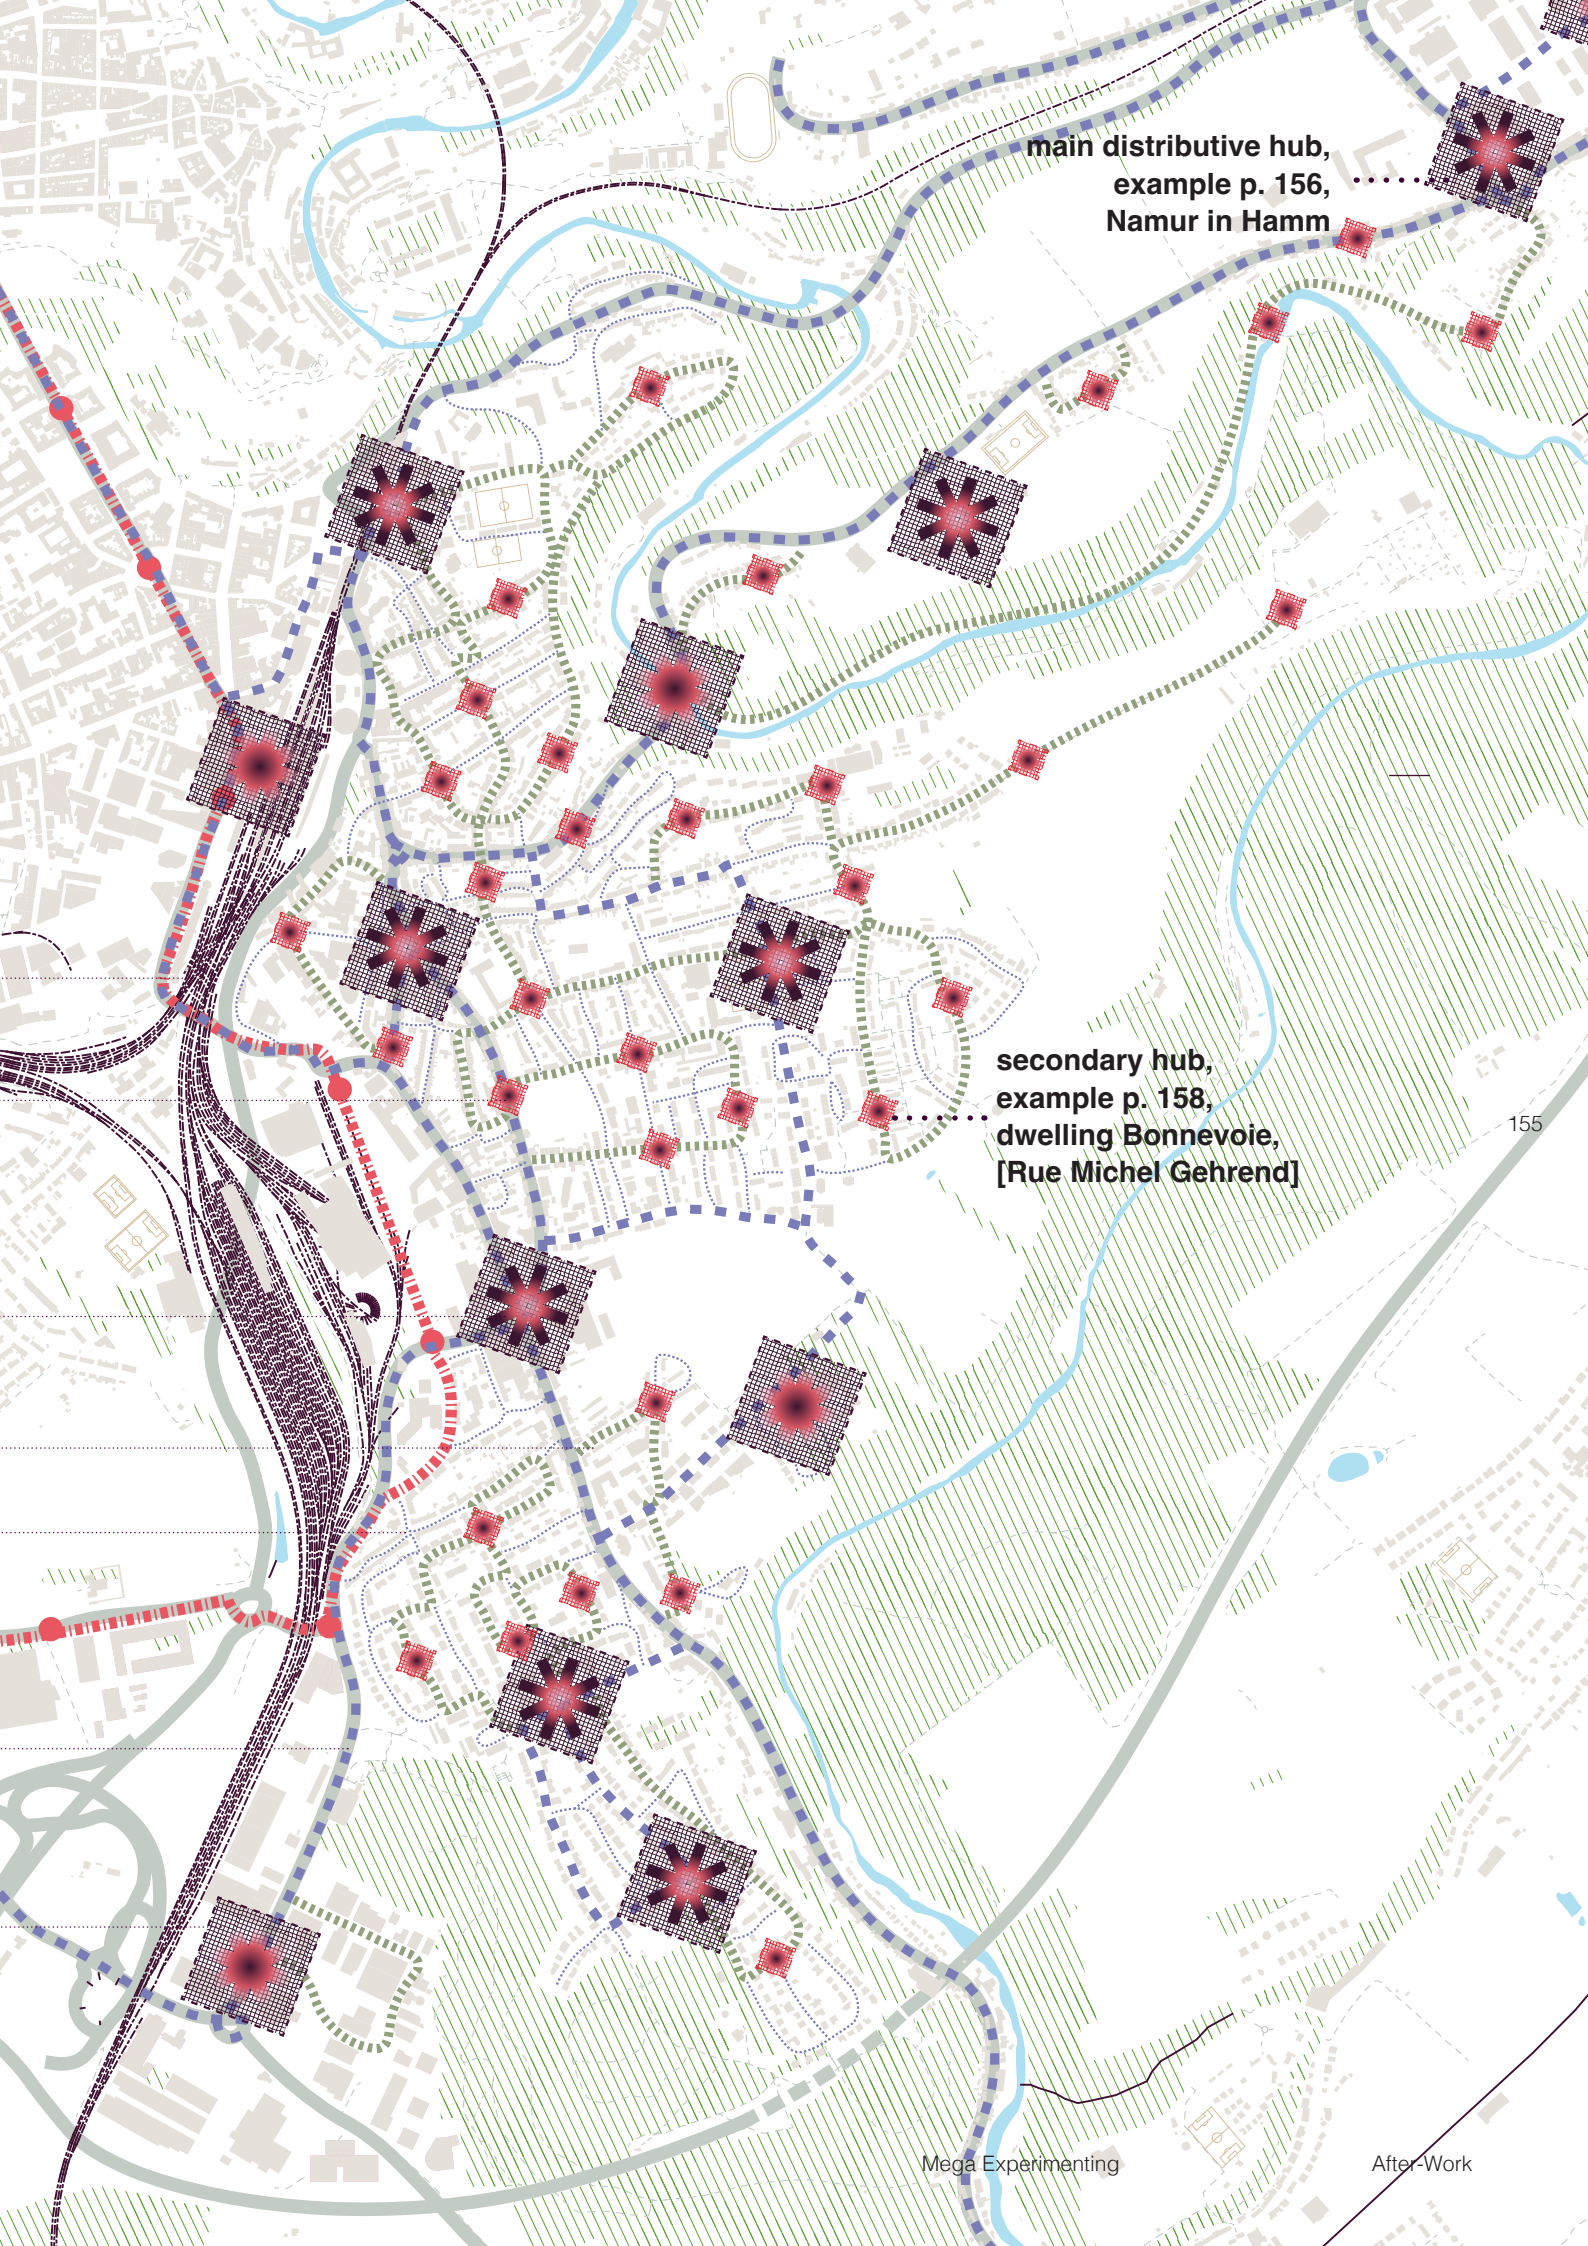 main distributive hub,
example p. 156,
Namur in Hamm
secondary hub,
example p. 158,
dwelling Bonnevoie,
[Rue Michel Gehrend]
155
Mega Experimenting
After-Work